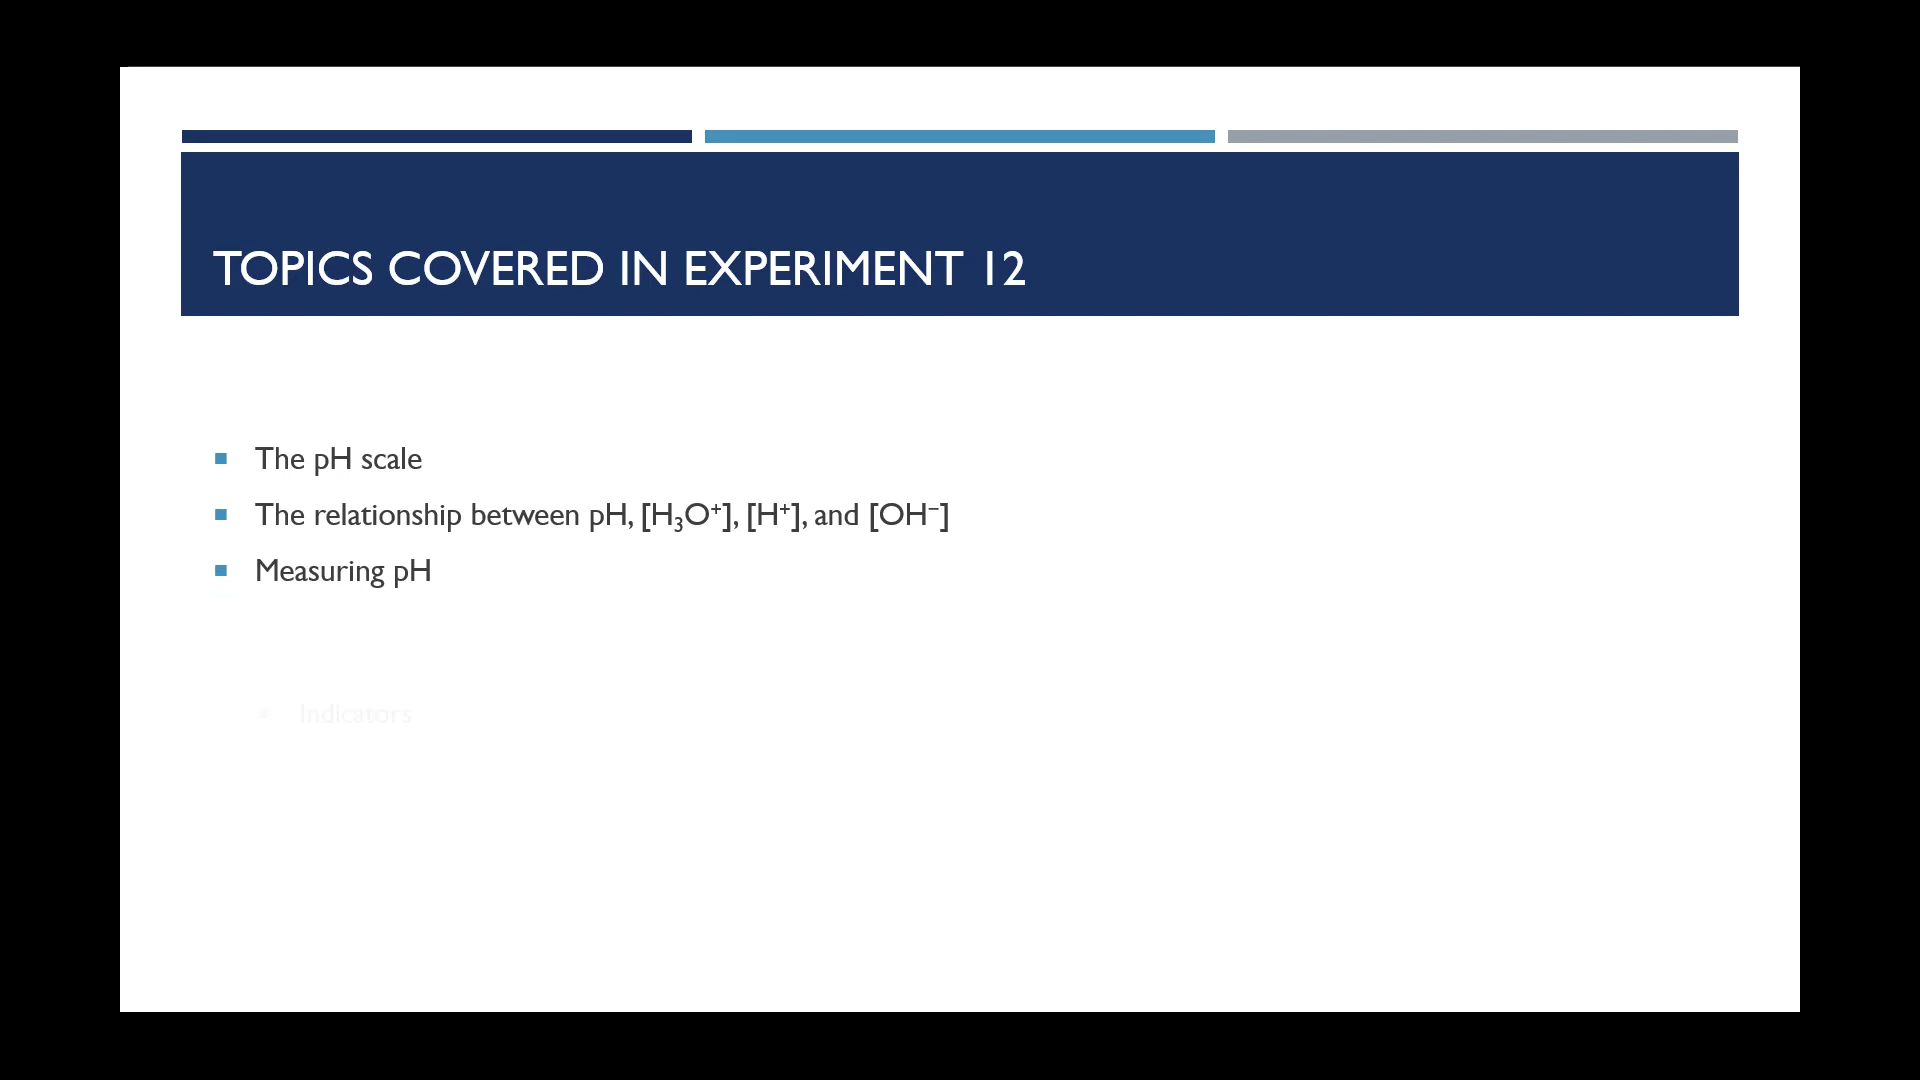 TOPICS COVERED IN EXPERIMENT 12
The pH scale
The relationship between pH, [H₃O⁺], [H⁺], and [OH⁻]
Measuring pH
Indicators